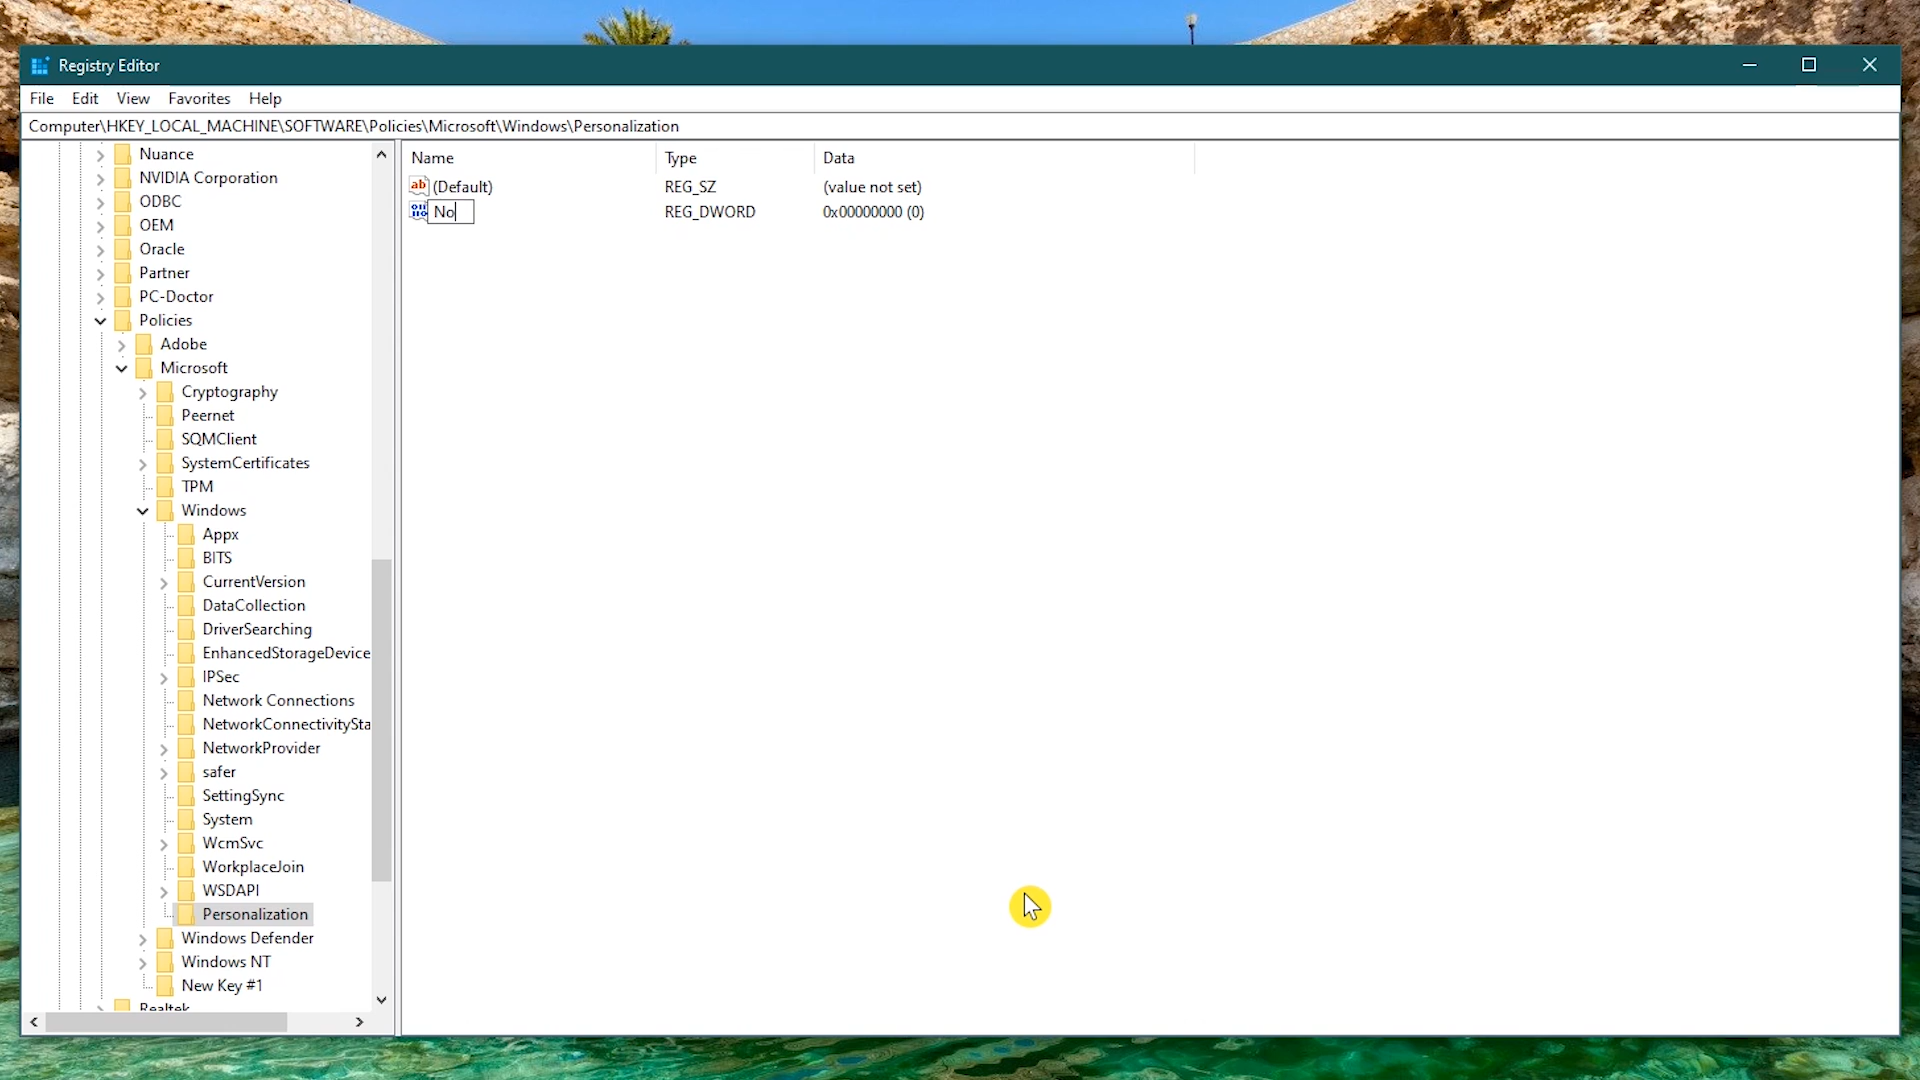 Registry Editor
File Edit View Favorites Help
Computer\HKEY_LOCAL_MACHINE\SOFTWARE\Policies\Microsoft\Windows\Personalization
Nuance
NVIDIA Corporation
ODBC
OEM
Oracle
Partner
PC-Doctor
Policies
Adobe
Microsoft
Cryptography
Peernet
SQMClient
SystemCertificates
TPM
Windows
Appx
BITS
CurrentVersion
DataCollection
DriverSearching
EnhancedStorageDevice
IPSec
Network Connections
NetworkConnectivitySta
NetworkProvider
safer
SettingSync
System
WcmSvc
WorkplaceJoin
WSDAPI
Personalization
Windows Defender
Windows NT
New Key #1
Realtek
Name Type Data
(Default) REG_SZ (value not set)
No REG_DWORD 0x00000000 (0)